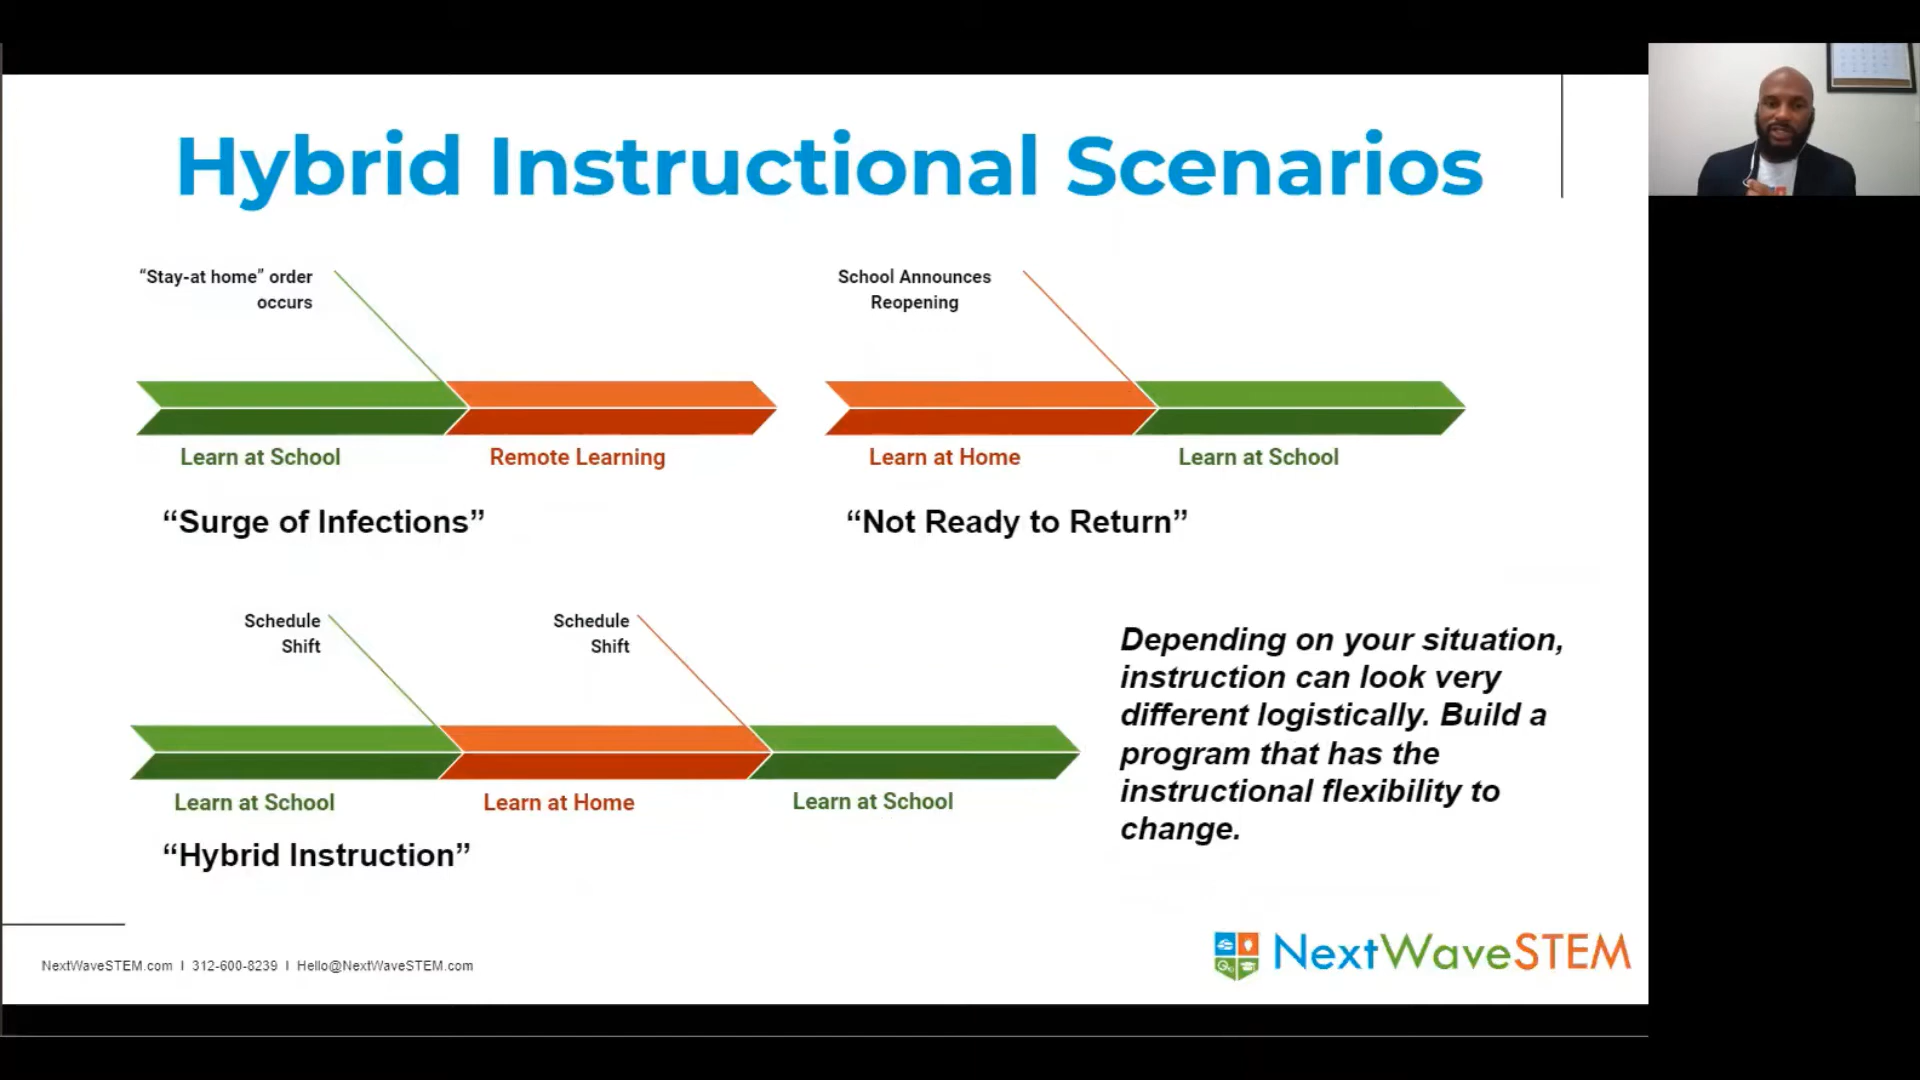 Hybrid Instructional Scenarios
“Stay-at home” order
occurs
Learn at School
Remote Learning
“Surge of Infections”
School Announces
Reopening
Learn at Home
Learn at School
“Not Ready to Return”
Schedule
Shift
Schedule
Shift
Learn at School
Learn at Home
Learn at School
“Hybrid Instruction”
Depending on your situation,
instruction can look very
different logistically. Build a
program that has the
instructional flexibility to
change.
NextWaveSTEM.com I 312-600-8239 I Hello@NextWaveSTEM.com
NextWaveSTEM